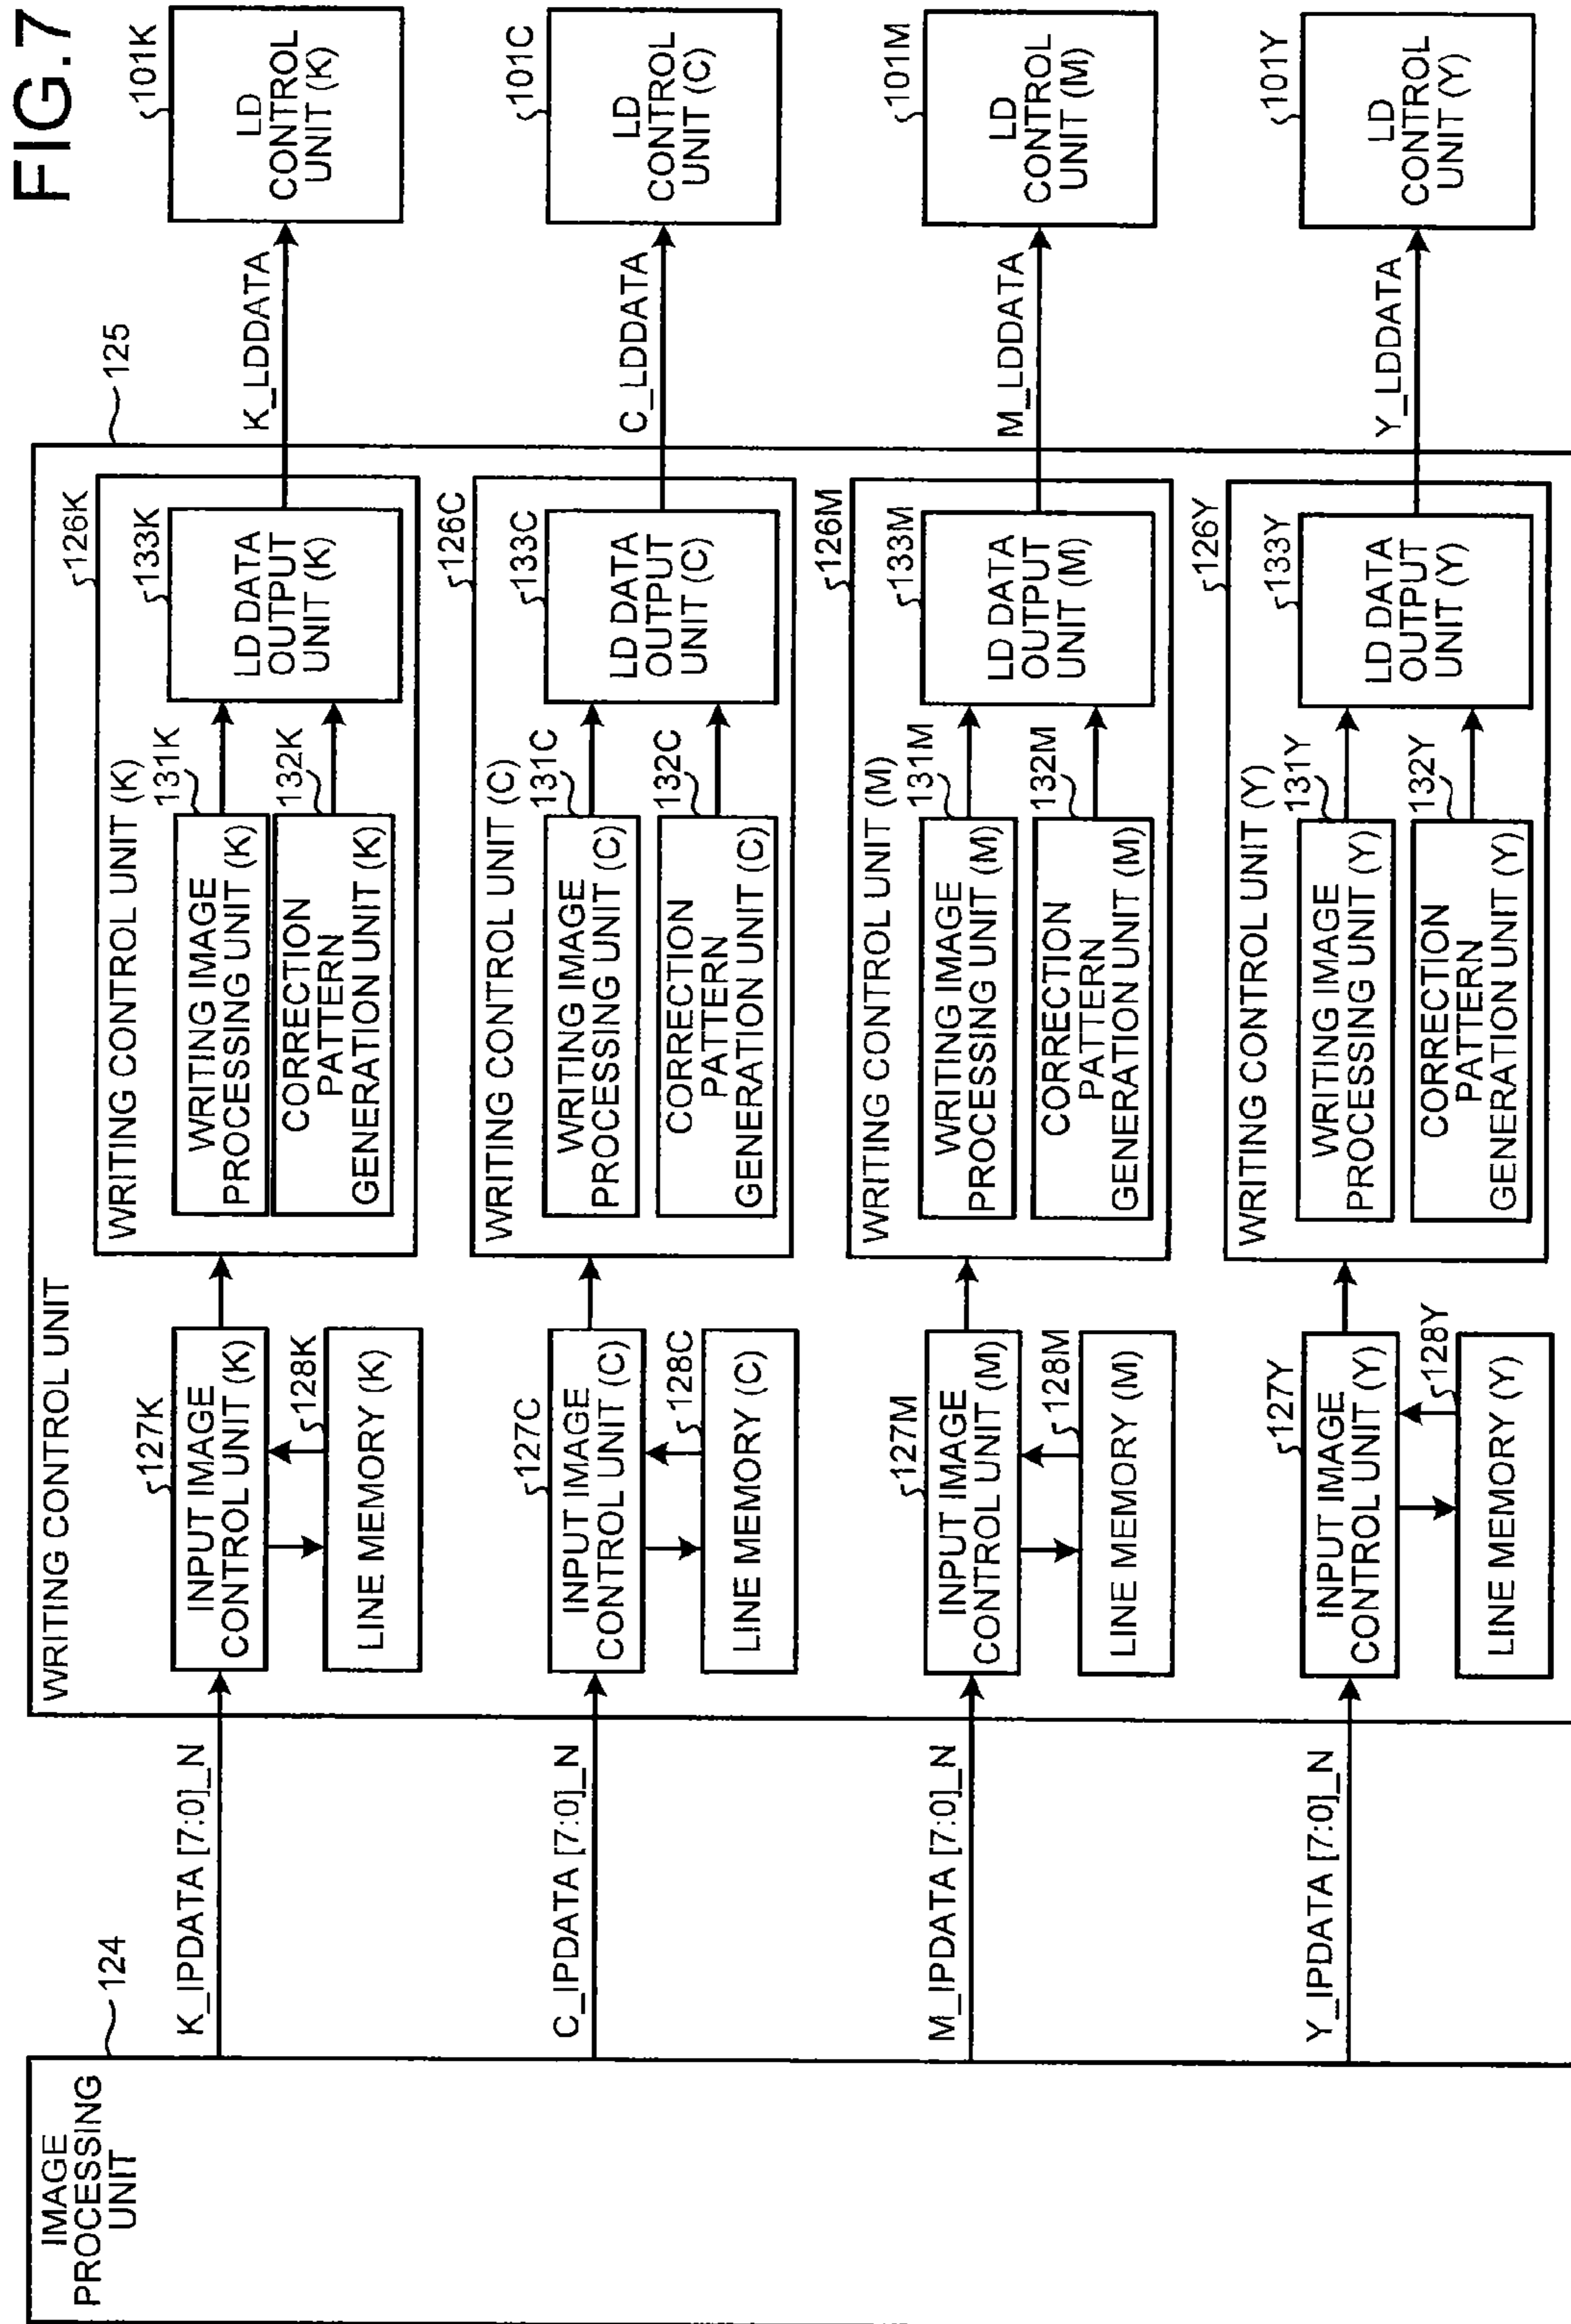 FIG.7
IMAGE
PROCESSING
UNIT
124
K_IPDATA [7:0]_N
C_IPDATA [7:0]_N
M_IPDATA [7:0]_N
Y_IPDATA [7:0]_N
WRITING CONTROL UNIT
125
127K
INPUT IMAGE
CONTROL UNIT (K)
128K
LINE MEMORY (K)
WRITING CONTROL UNIT (K)
126K
WRITING IMAGE
PROCESSING UNIT (K)
131K
CORRECTION
PATTERN
GENERATION UNIT (K)
132K
133K
LD DATA
OUTPUT
UNIT (K)
K_LDDATA
101K
LD
CONTROL
UNIT (K)
127C
INPUT IMAGE
CONTROL UNIT (C)
128C
LINE MEMORY (C)
WRITING CONTROL UNIT (C)
126C
WRITING IMAGE
PROCESSING UNIT (C)
131C
CORRECTION
PATTERN
GENERATION UNIT (C)
132C
133C
LD DATA
OUTPUT
UNIT (C)
C_LDDATA
101C
LD
CONTROL
UNIT (C)
127M
INPUT IMAGE
CONTROL UNIT (M)
128M
LINE MEMORY (M)
WRITING CONTROL UNIT (M)
126M
WRITING IMAGE
PROCESSING UNIT (M)
131M
CORRECTION
PATTERN
GENERATION UNIT (M)
132M
133M
LD DATA
OUTPUT
UNIT (M)
M_LDDATA
101M
LD
CONTROL
UNIT (M)
127Y
INPUT IMAGE
CONTROL UNIT (Y)
128Y
LINE MEMORY (Y)
WRITING CONTROL UNIT (Y)
126Y
WRITING IMAGE
PROCESSING UNIT (Y)
131Y
CORRECTION
PATTERN
GENERATION UNIT (Y)
132Y
133Y
LD DATA
OUTPUT
UNIT (Y)
Y_LDDATA
101Y
LD
CONTROL
UNIT (Y)